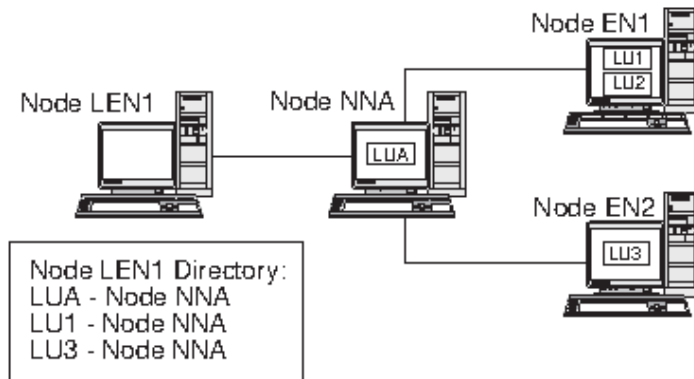 Node EN1
LU1
LU2
Node LEN1
Node NNA
LUA
Node EN2
LU3
Node LEN1 Directory:
LUA - Node NNA
LU1 - Node NNA
LU3 - Node NNA